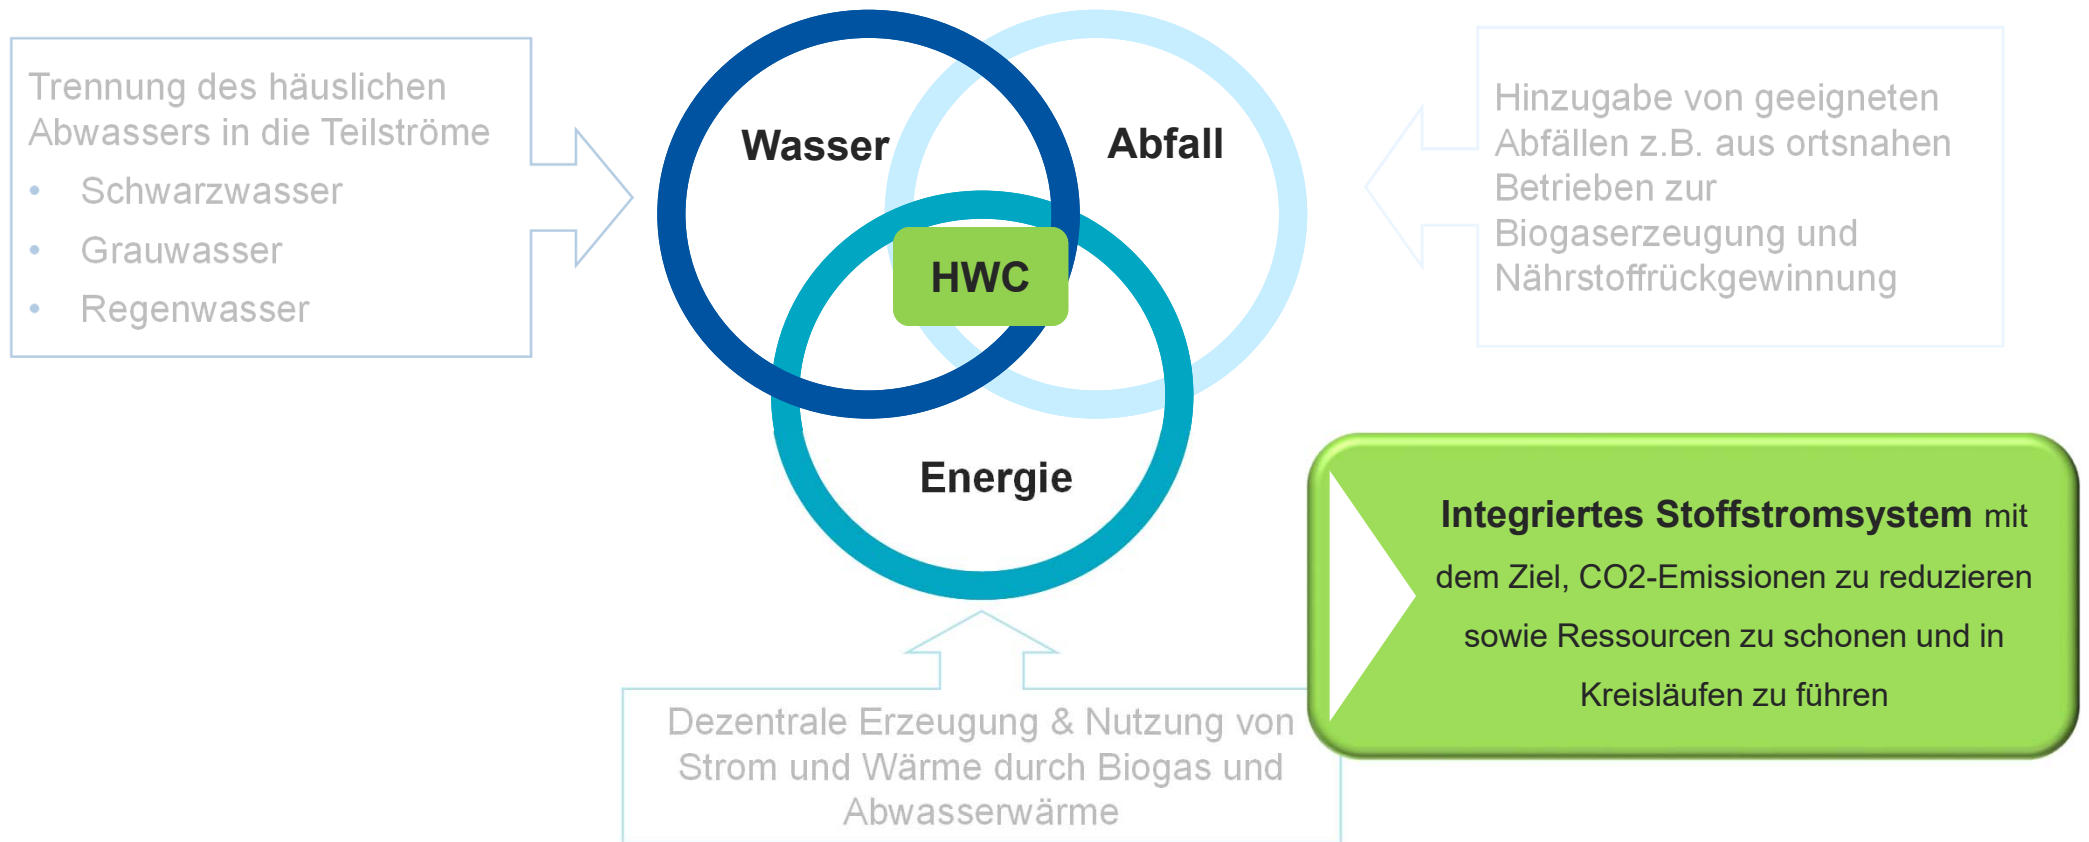 Trennung des häuslichen
Abwassers in die Teilströme
• Schwarzwasser
• Grauwasser
• Regenwasser
Wasser
Abfall
HWC
Energie
Hinzugabe von geeigneten
Abfällen z.B. aus ortsnahen
Betrieben zur
Biogaserzeugung und
Nährstoffrückgewinnung
Integriertes Stoffstromsystem mit
dem Ziel, CO2-Emissionen zu reduzieren
sowie Ressourcen zu schonen und in
Kreisläufen zu führen
Dezentrale Erzeugung & Nutzung von
Strom und Wärme durch Biogas und
Abwasserwärme